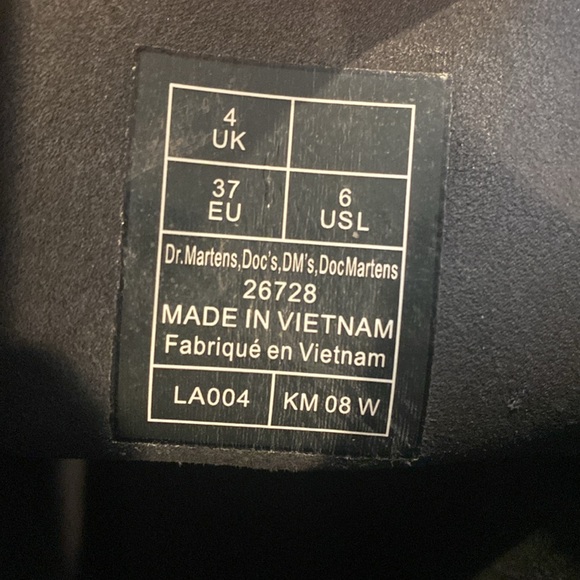 4
UK
37
EU
6
USL
Dr.Martens,Doc's,DM's,DocMartens
26728
MADE IN VIETNAM
Fabriqué en Vietnam
LA004
KM 08 W